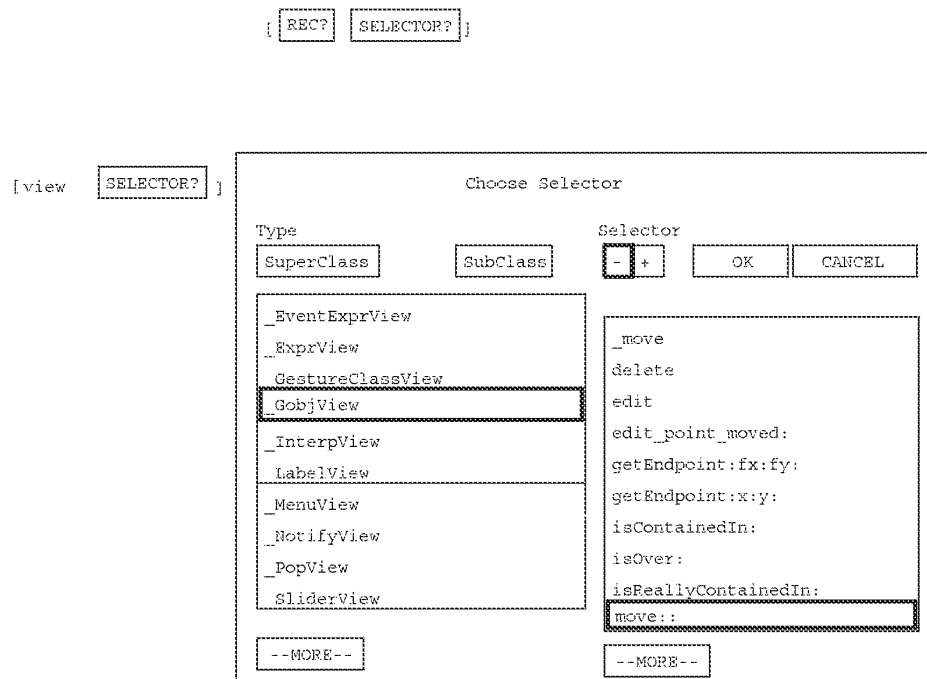 [ REC? SELECTOR? ]
[view SELECTOR? ]
Choose Selector
Type
SuperClass SubClass
_EventExprView
_ExprView
_GestureClassView
_GobjView
_InterpView
_LabelView
_MenuView
_NotifyView
_PopView
_SliderView
--MORE--
Selector
- + OK CANCEL
_move
delete
edit
edit_point_moved:
getEndpoint:fx:fy:
getEndpoint:x:y:
isContainedIn:
isOver:
isReallyContainedIn:
move::
--MORE--